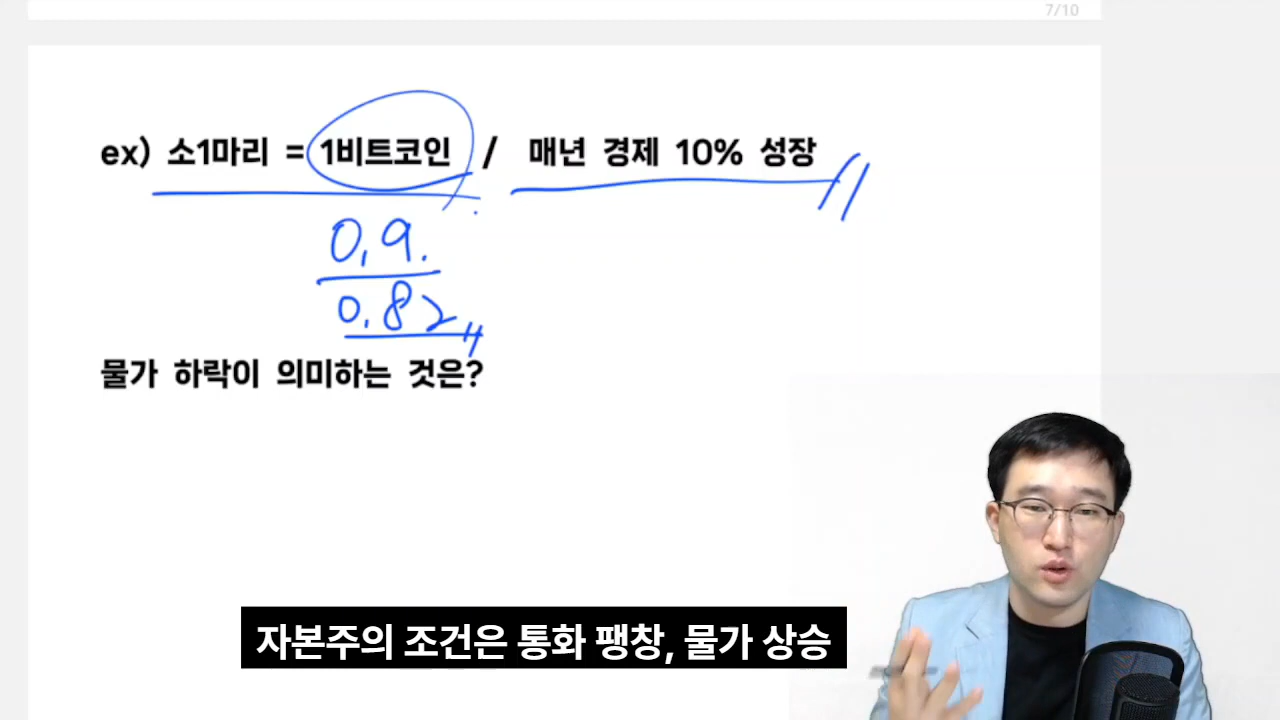 7/10
ex) 소1마리 = 1비트코인 / 매년 경제 10% 성장
0,9.
0.82
물가 하락이 의미하는 것은?
자본주의 조건은 통화 팽창, 물가 상승